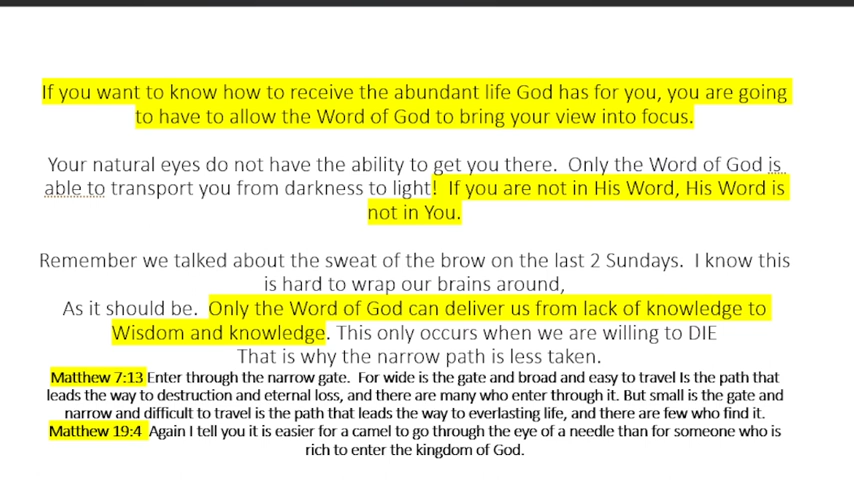 If you want to know how to receive the abundant life God has for you, you are going
to have to allow the Word of God to bring your view into focus.
Your natural eyes do not have the ability to get you there. Only the Word of God is
able to transport you from darkness to light! If you are not in His Word, His Word is
not in You.
Remember we talked about the sweat of the brow on the last 2 Sundays. I know this
is hard to wrap our brains around,
As it should be. Only the Word of God can deliver us from lack of knowledge to
Wisdom and knowledge. This only occurs when we are willing to DIE
That is why the narrow path is less taken.
Matthew 7:13 Enter through the narrow gate. For wide is the gate and broad and easy to travel Is the path that
leads the way to destruction and eternal loss, and there are many who enter through it. But small is the gate and
narrow and difficult to travel is the path that leads the way to everlasting life, and there are few who find it.
Matthew 19:4 Again I tell you it is easier for a camel to go through the eye of a needle than for someone who is
rich to enter the kingdom of God.